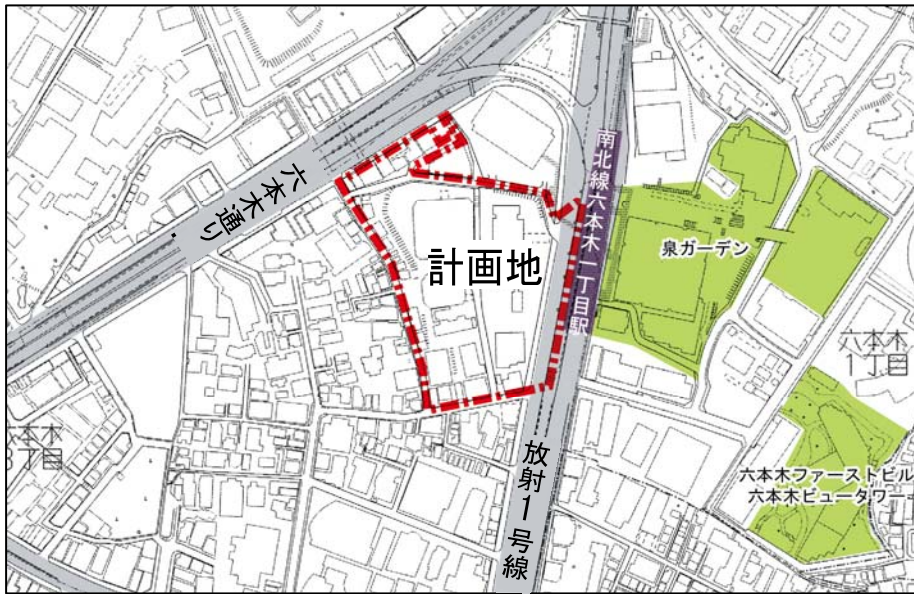 六本木通り
計画地
南北線六本木一丁目駅
泉ガーデン
六本木
1丁目
六本木
3丁目
放射1号線
六本木ファーストビル
六本木ビュータワー